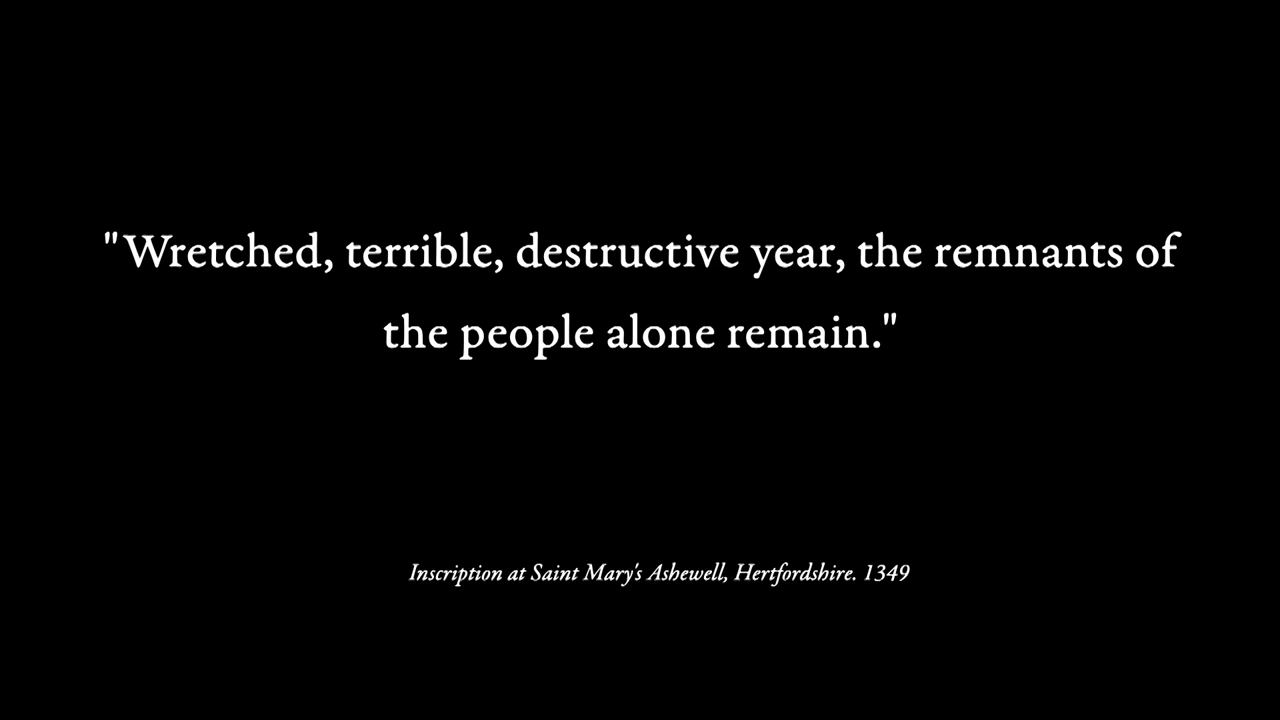 "Wretched, terrible, destructive year, the remnants of
the people alone remain."
Inscription at Saint Mary's Ashewell, Hertfordshire. 1349